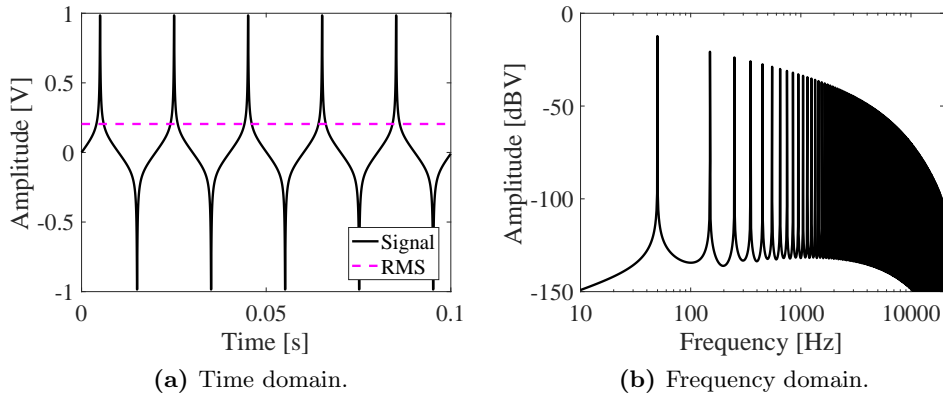 1
0.5
0
-0.5
-1
Amplitude [V]
Signal
RMS
0 0.05 0.1
Time [s]
(a) Time domain.
0
-50
-100
-150
Amplitude [dBV]
10 100 1000 10000
Frequency [Hz]
(b) Frequency domain.